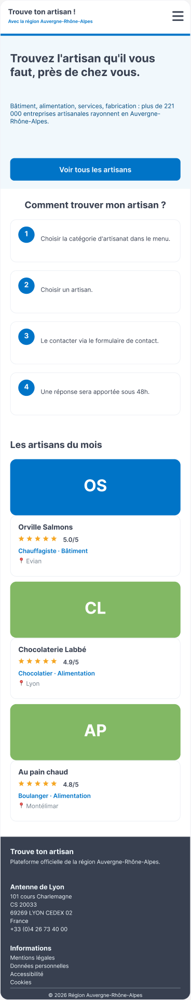 Trouve ton artisan !
Avec la région Auvergne-Rhône-Alpes
Trouvez l'artisan qu'il vous
faut, près de chez vous.
Bâtiment, alimentation, services, fabrication : plus de 221
000 entreprises artisanales rayonnent en Auvergne-
Rhône-Alpes.
Voir tous les artisans
Comment trouver mon artisan ?
1
Choisir la catégorie d'artisanat dans le menu.
2
Choisir un artisan.
3
Le contacter via le formulaire de contact.
4
Une réponse sera apportée sous 48h.
Les artisans du mois
OS
Orville Salmons
★ ★ ★ ★ ★ 5.0/5
Chauffagiste · Bâtiment
📍 Evian
CL
Chocolaterie Labbé
★ ★ ★ ★ ★ 4.9/5
Chocolatier · Alimentation
📍 Lyon
AP
Au pain chaud
★ ★ ★ ★ ★ 4.8/5
Boulanger · Alimentation
📍 Montélimar
Trouve ton artisan
Plateforme officielle de la région Auvergne-Rhône-Alpes.
Antenne de Lyon
101 cours Charlemagne
CS 20033
69269 LYON CEDEX 02
France
+33 (0)4 26 73 40 00
Informations
Mentions légales
Données personnelles
Accessibilité
Cookies
© 2026 Région Auvergne-Rhône-Alpes